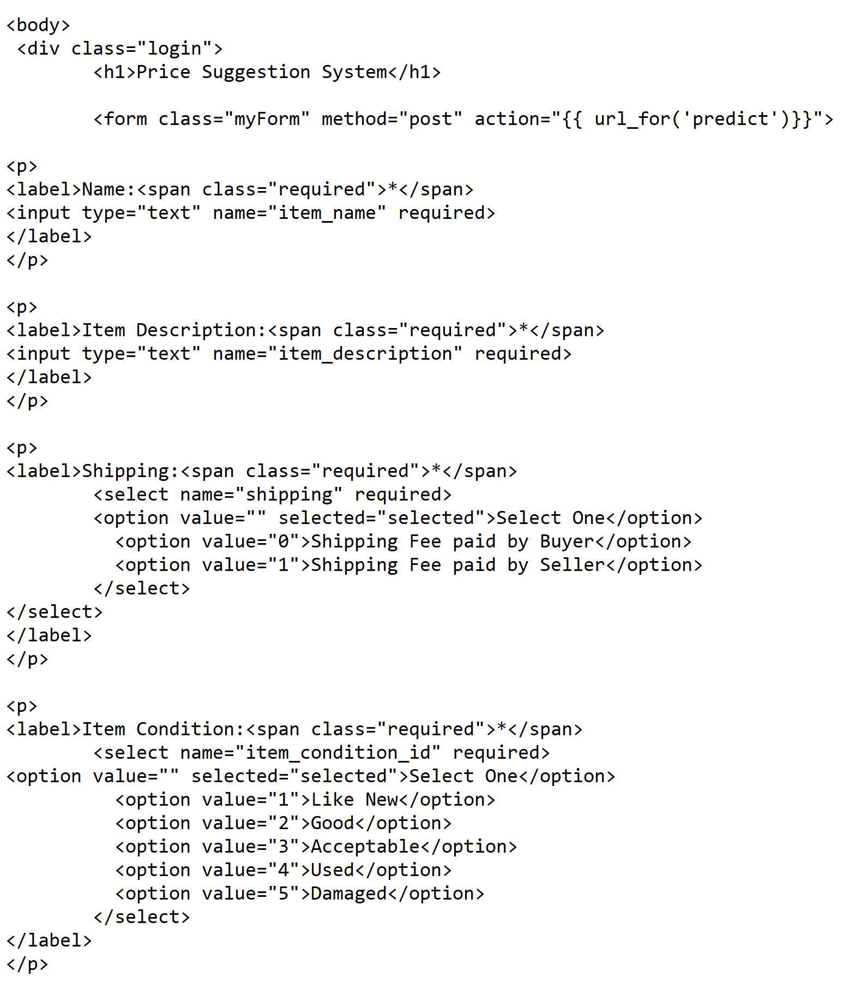 <body>
 <div class="login">
        <h1>Price Suggestion System</h1>

        <form class="myForm" method="post" action="{{ url_for('predict')}}">

<p>
<label>Name:<span class="required">*</span>
<input type="text" name="item_name" required>
</label>
</p>

<p>
<label>Item Description:<span class="required">*</span>
<input type="text" name="item_description" required>
</label>
</p>

<p>
<label>Shipping:<span class="required">*</span>
        <select name="shipping" required>
        <option value="" selected="selected">Select One</option>
          <option value="0">Shipping Fee paid by Buyer</option>
          <option value="1">Shipping Fee paid by Seller</option>
        </select>
</select>
</label>
</p>

<p>
<label>Item Condition:<span class="required">*</span>
        <select name="item_condition_id" required>
<option value="" selected="selected">Select One</option>
          <option value="1">Like New</option>
          <option value="2">Good</option>
          <option value="3">Acceptable</option>
          <option value="4">Used</option>
          <option value="5">Damaged</option>
        </select>
</label>
</p>